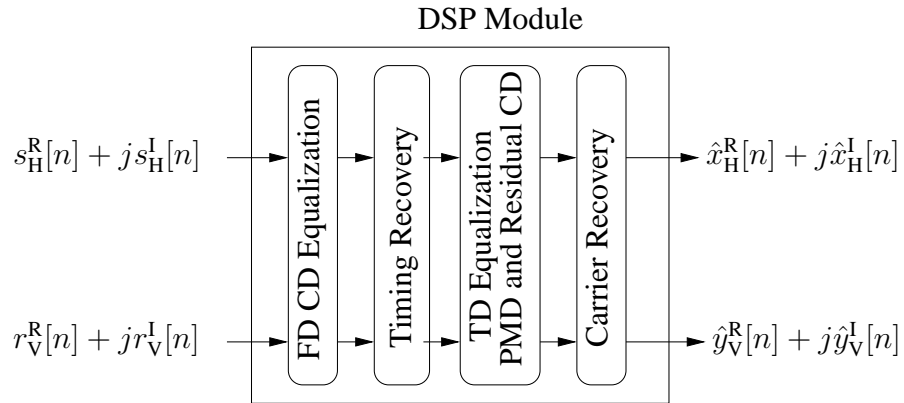 DSP Module
s_H^R[n] + js_H^I[n]
r_V^R[n] + jr_V^I[n]
FD CD Equalization
Timing Recovery
TD Equalization
PMD and Residual CD
Carrier Recovery
x̂_H^R[n] + jx̂_H^I[n]
ŷ_V^R[n] + jŷ_V^I[n]